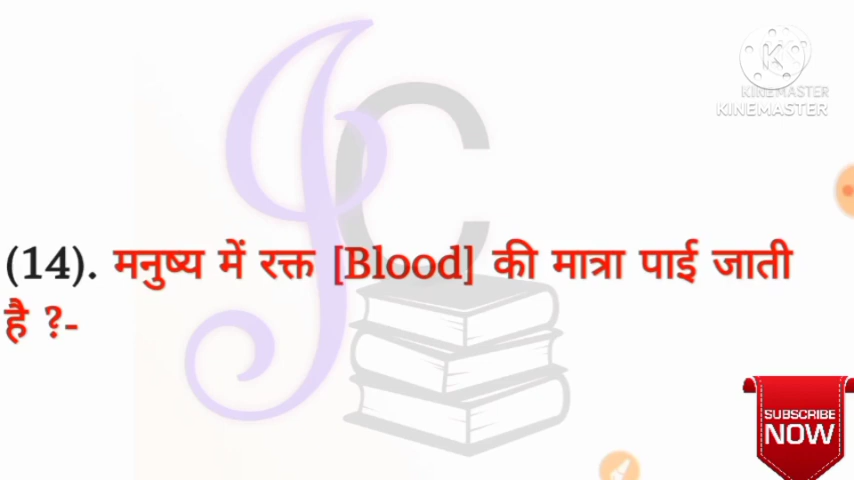 KINEMASTER
KINEMASTER
(14). मनुष्य में रक्त [Blood] की मात्रा पाई जाती
है ?-
SUBSCRIBE
NOW